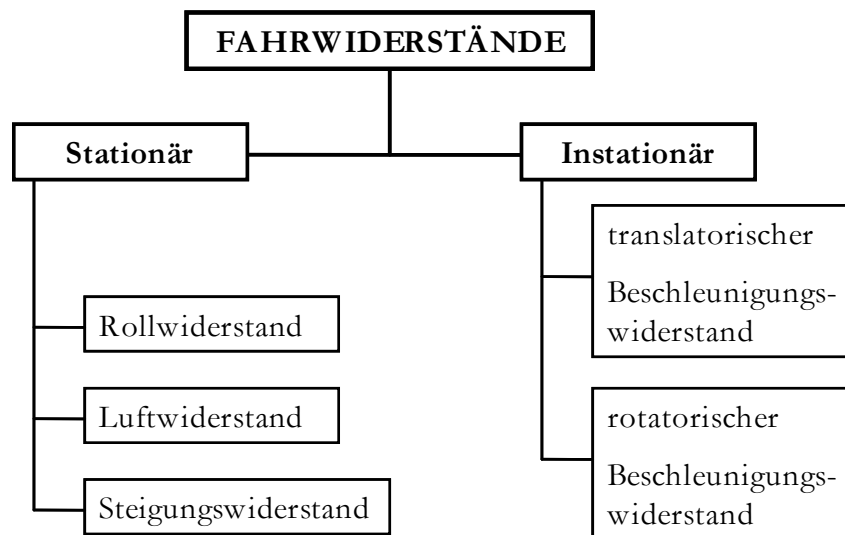 FAHRWIDERSTÄNDE
Stationär
Rollwiderstand
Luftwiderstand
Steigungswiderstand
Instationär
translatorischer
Beschleunigungs-
widerstand
rotatorischer
Beschleunigungs-
widerstand